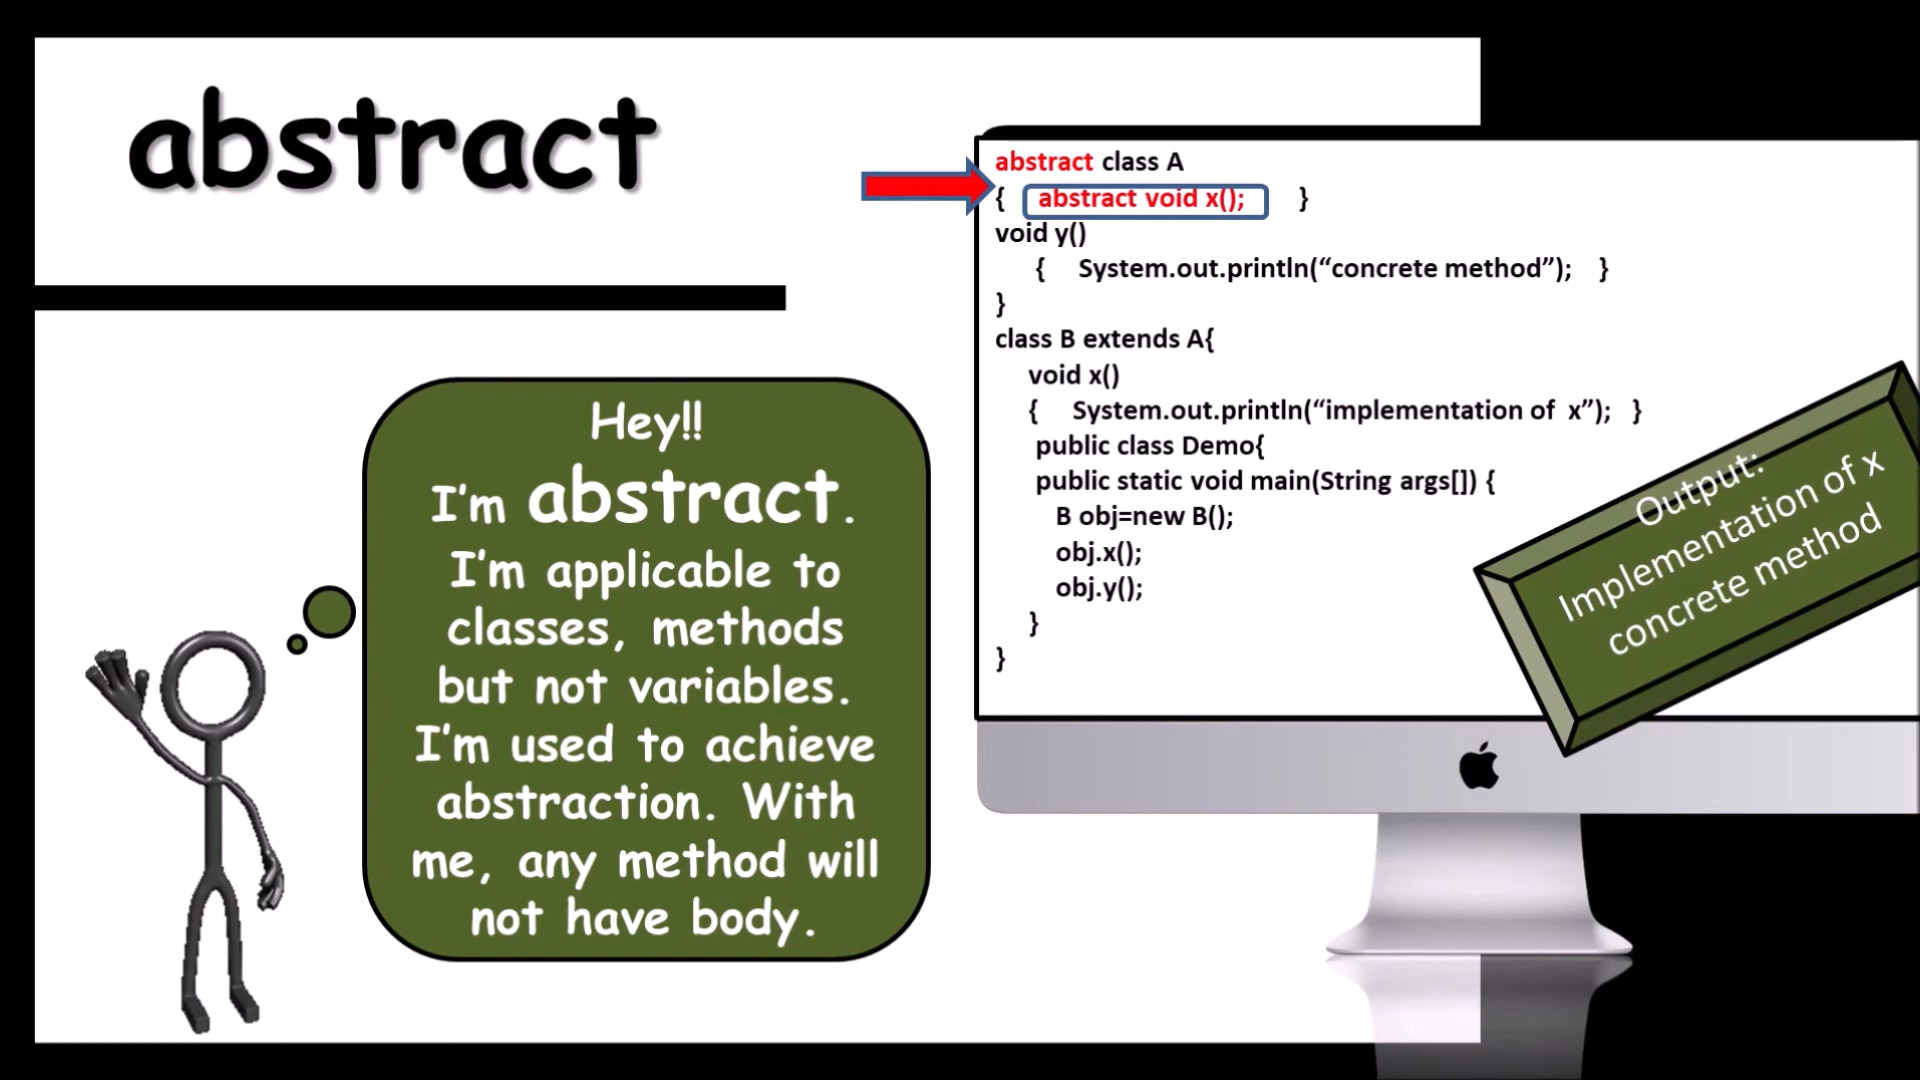 abstract
Hey!!
I'm abstract.
I'm applicable to
classes, methods
but not variables.
I'm used to achieve
abstraction. With
me, any method will
not have body.
abstract class A
{ abstract void x(); }
void y()
{ System.out.println(“concrete method”); }
}
class B extends A{
void x()
{ System.out.println(“implementation of x”); }
public class Demo{
public static void main(String args[]) {
B obj=new B();
obj.x();
obj.y();
}
}
Output:
Implementation of x
concrete method